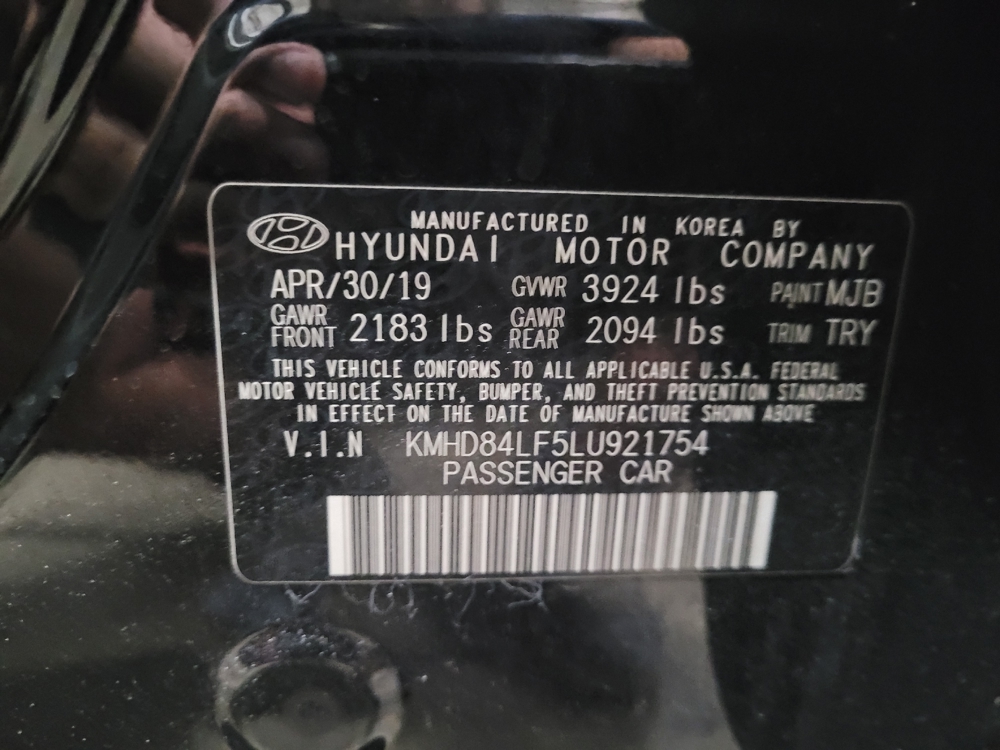 MANUFACTURED IN KOREA BY
HYUNDAI MOTOR COMPANY
APR/30/19 GVWR 3924 lbs PAINT MJB
GAWR FRONT 2183 lbs GAWR REAR 2094 lbs TRIM TRY
THIS VEHICLE CONFORMS TO ALL APPLICABLE U.S.A. FEDERAL
MOTOR VEHICLE SAFETY, BUMPER, AND THEFT PREVENTION STANDARDS
IN EFFECT ON THE DATE OF MANUFACTURE SHOWN ABOVE
V.I.N KMHD84LF5LU921754
PASSENGER CAR